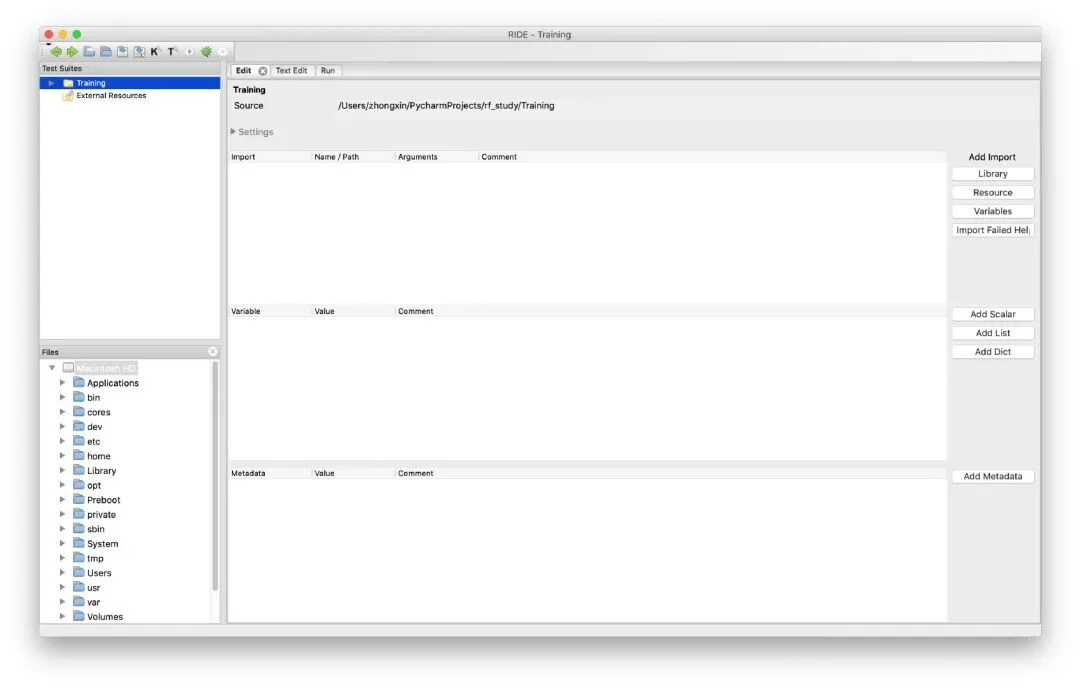 RIDE - Training
K T
Test Suites
Training
External Resources
Edit Text Edit Run
Training
Source /Users/zhongxin/PycharmProjects/rf_study/Training
Settings
Import Name / Path Arguments Comment
Add Import
Library
Resource
Variables
Import Failed Hel
Variable Value Comment
Add Scalar
Add List
Add Dict
Files
Macintosh HD
Applications
bin
cores
dev
etc
home
Library
opt
Preboot
private
sbin
System
tmp
Users
usr
var
Volumes
Metadata Value Comment
Add Metadata